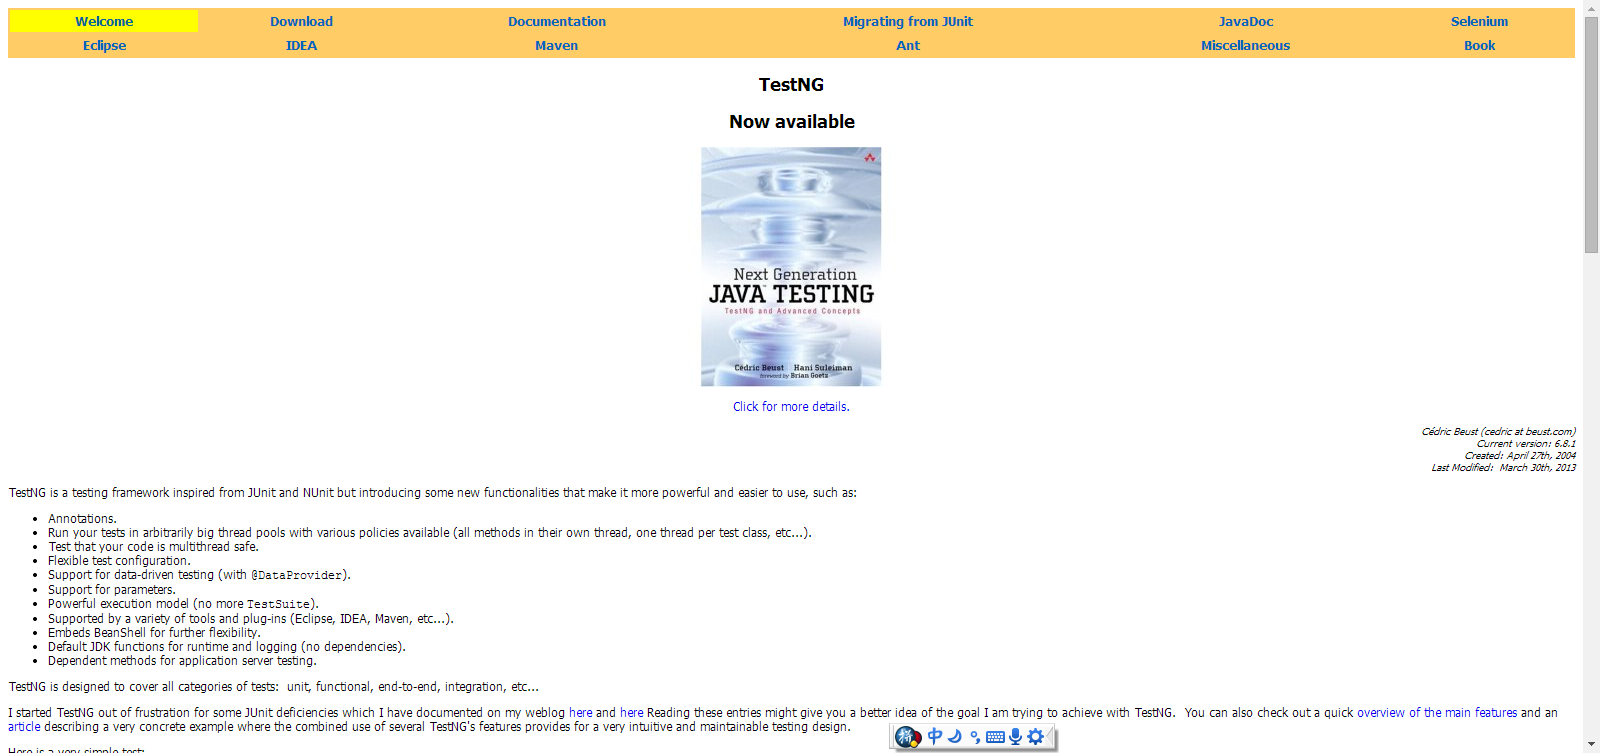 Welcome Download Documentation Migrating from JUnit JavaDoc Selenium
Eclipse IDEA Maven Ant Miscellaneous Book
TestNG
Now available
Next Generation
JAVA TESTING
TestNG and Advanced Concepts
Cédric Beust Hani Suleiman
foreword by Brian Goetz
Click for more details.
Cédric Beust (cedric at beust.com)
Current version: 6.8.1
Created: April 27th, 2004
Last Modified: March 30th, 2013
TestNG is a testing framework inspired from JUnit and NUnit but introducing some new functionalities that make it more powerful and easier to use, such as:
• Annotations.
• Run your tests in arbitrarily big thread pools with various policies available (all methods in their own thread, one thread per test class, etc...).
• Test that your code is multithread safe.
• Flexible test configuration.
• Support for data-driven testing (with @DataProvider).
• Support for parameters.
• Powerful execution model (no more TestSuite).
• Supported by a variety of tools and plug-ins (Eclipse, IDEA, Maven, etc...).
• Embeds BeanShell for further flexibility.
• Default JDK functions for runtime and logging (no dependencies).
• Dependent methods for application server testing.
TestNG is designed to cover all categories of tests: unit, functional, end-to-end, integration, etc...
I started TestNG out of frustration for some JUnit deficiencies which I have documented on my weblog here and here Reading these entries might give you a better idea of the goal I am trying to achieve with TestNG. You can also check out a quick overview of the main features and an
article describing a very concrete example where the combined use of several TestNG's features provides for a very intuitive and maintainable testing design.
中
Here is a very simple test: